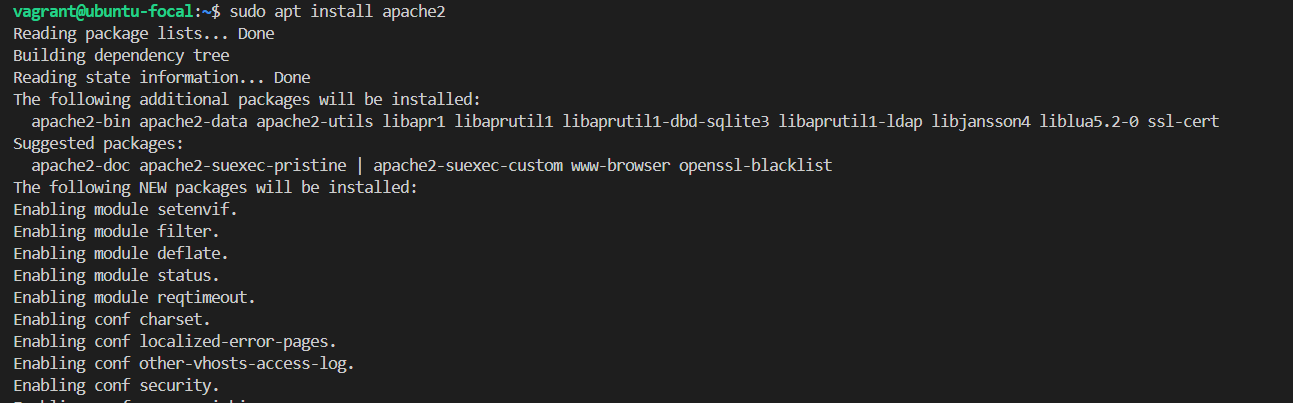 vagrant@ubuntu-focal:~$ sudo apt install apache2
Reading package lists... Done
Building dependency tree
Reading state information... Done
The following additional packages will be installed:
  apache2-bin apache2-data apache2-utils libapr1 libaprutil1 libaprutil1-dbd-sqlite3 libaprutil1-ldap libjansson4 liblua5.2-0 ssl-cert
Suggested packages:
  apache2-doc apache2-suexec-pristine | apache2-suexec-custom www-browser openssl-blacklist
The following NEW packages will be installed:
Enabling module setenvif.
Enabling module filter.
Enabling module deflate.
Enabling module status.
Enabling module reqtimeout.
Enabling conf charset.
Enabling conf localized-error-pages.
Enabling conf other-vhosts-access-log.
Enabling conf security.